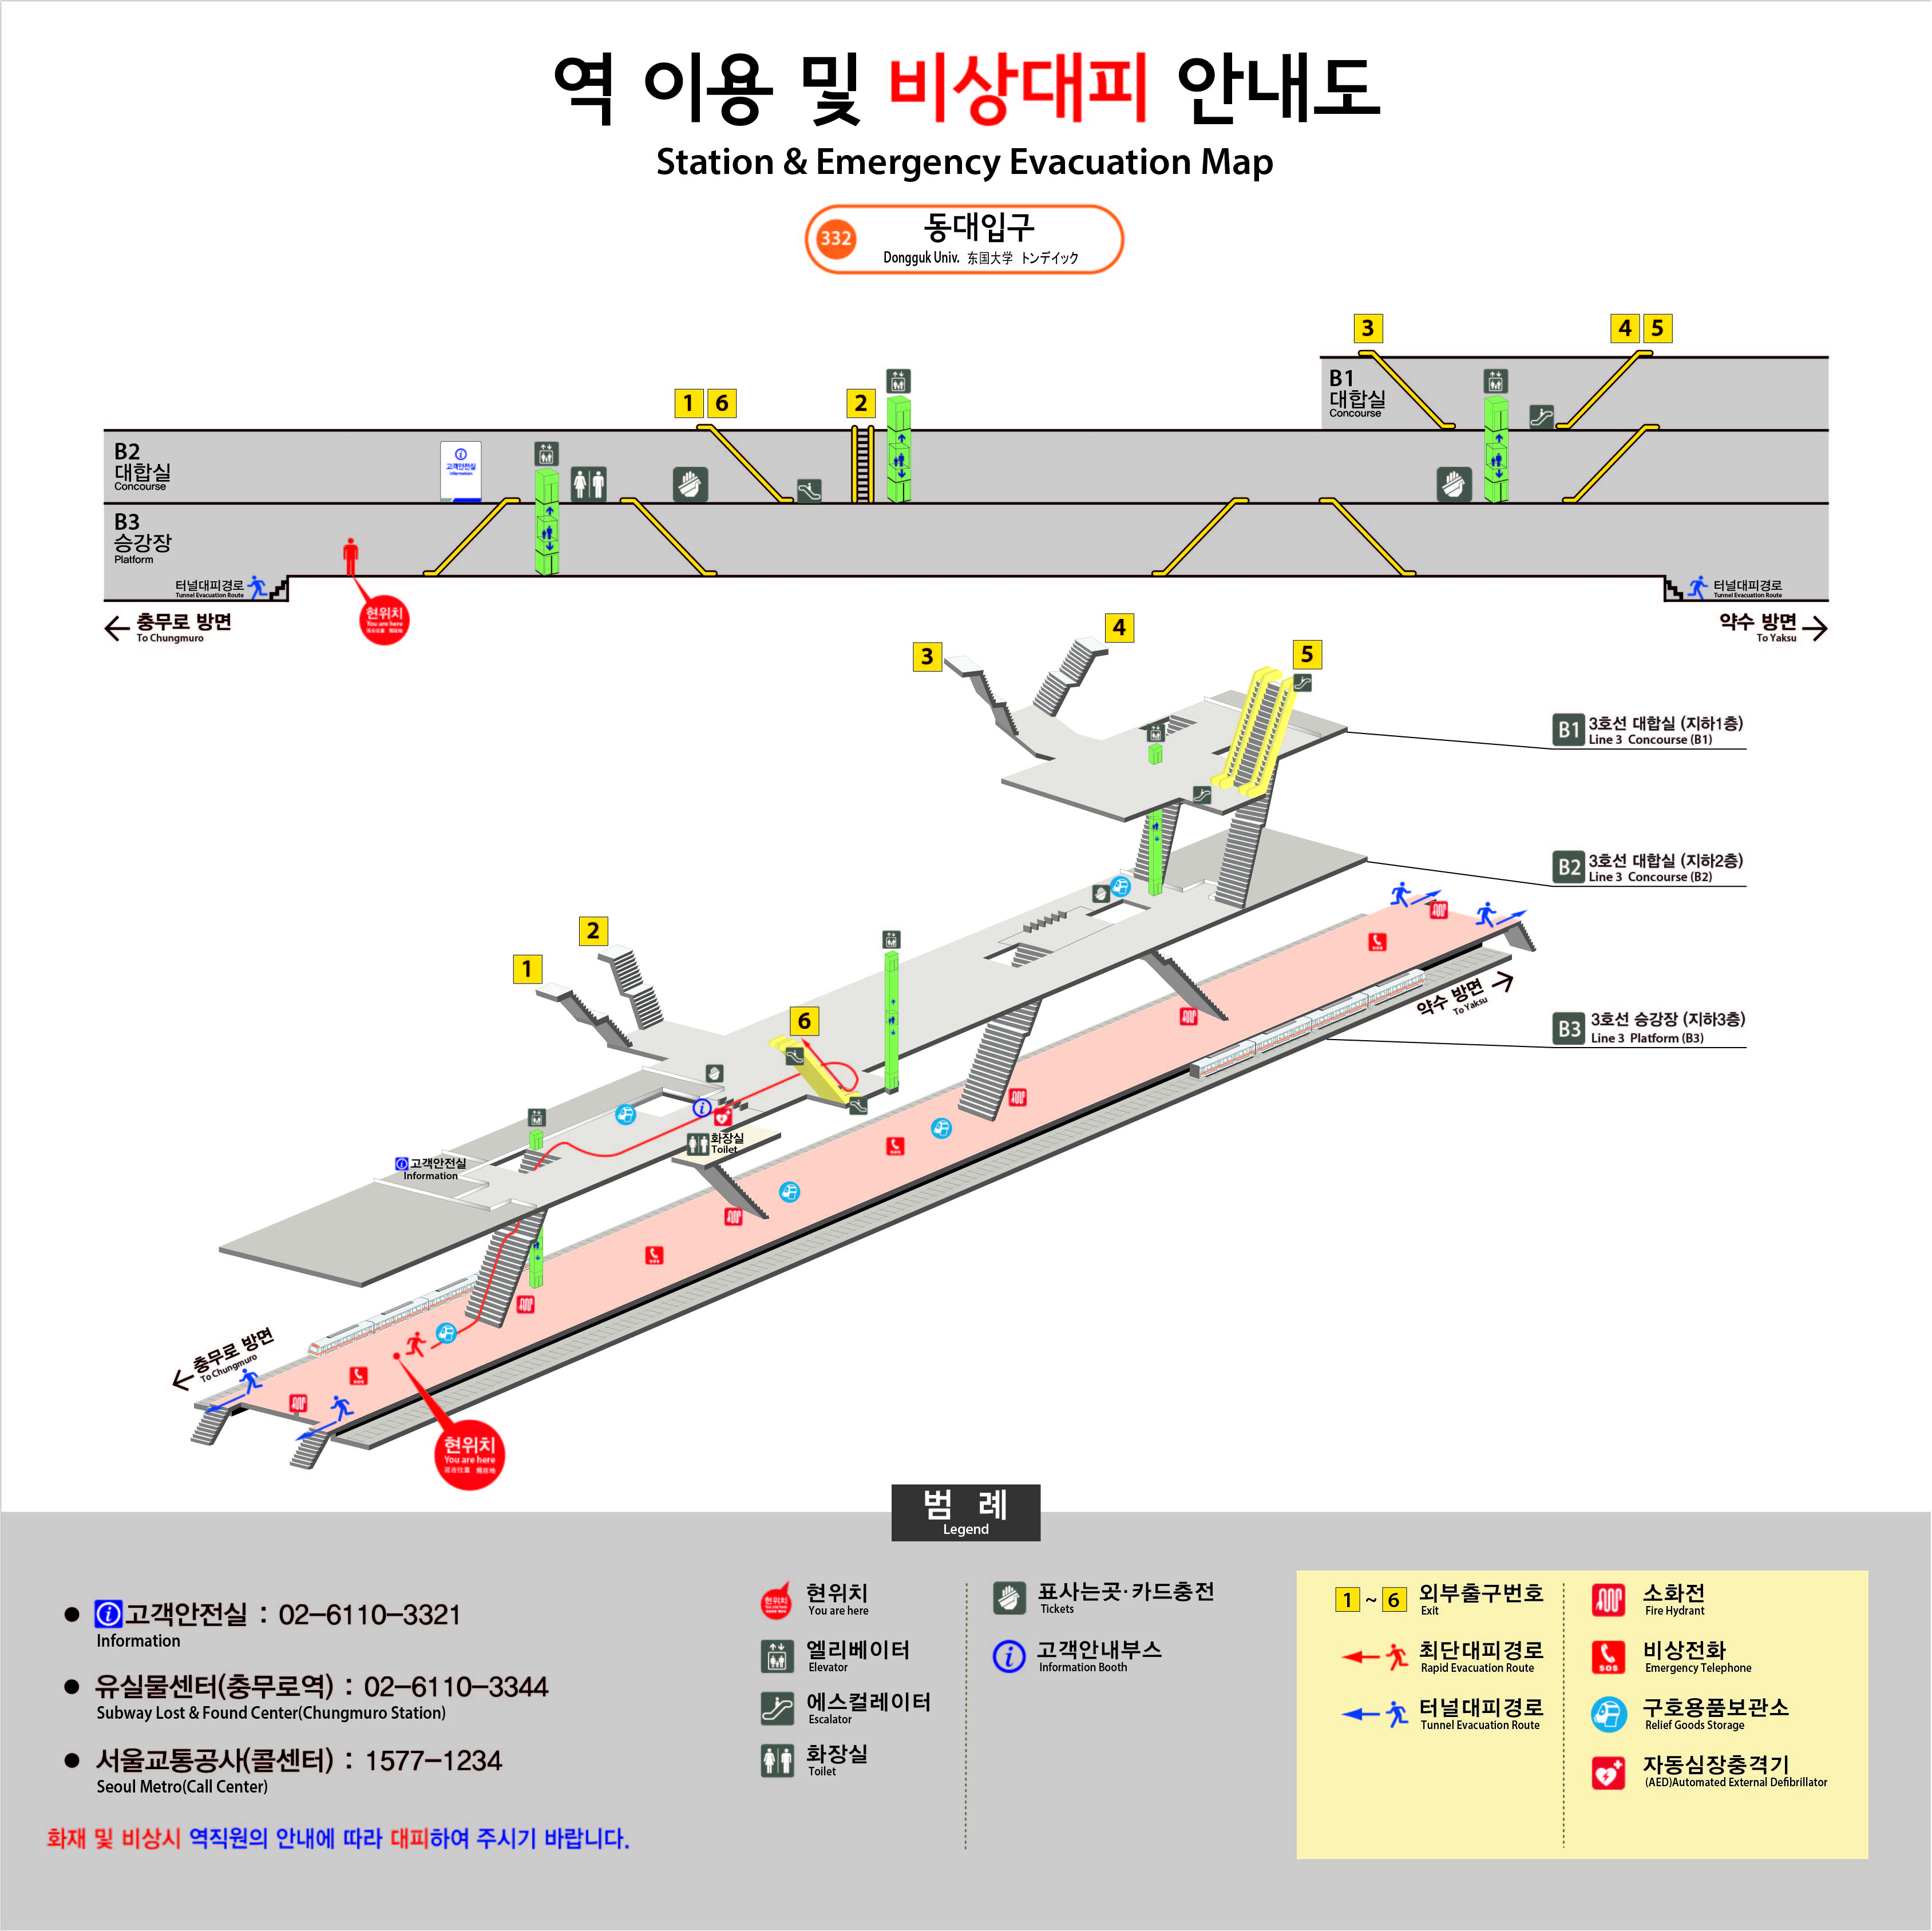 역 이용 및 비상대피 안내도
Station & Emergency Evacuation Map
332
동대입구
Dongguk Univ. 东国大学 トンデイック
3
4 5
B1
대합실
Concourse
1 6
2
B2
대합실
Concourse
고객안전실
Information
B3
승강장
Platform
터널대피경로
Tunnel Evacuation Route
터널대피경로
Tunnel Evacuation Route
현위치
You are here
← 충무로 방면
To Chungmuro
약수 방면 →
To Yaksu
4
3
5
B1 3호선 대합실 (지하1층)
Line 3 Concourse (B1)
B2 3호선 대합실 (지하2층)
Line 3 Concourse (B2)
2
1
6
약수 방면 →
To Yaksu
B3 3호선 승강장 (지하3층)
Line 3 Platform (B3)
화장실
Toilet
고객안전실
Information
SOS
SOS
SOS
SOS
← 충무로 방면
To Chungmuro
현위치
You are here
범 례
Legend
● 고객안전실 : 02-6110-3321
Information
● 유실물센터(충무로역) : 02-6110-3344
Subway Lost & Found Center(Chungmuro Station)
● 서울교통공사(콜센터) : 1577-1234
Seoul Metro(Call Center)
화재 및 비상시 역직원의 안내에 따라 대피하여 주시기 바랍니다.
현위치
현위치
You are here
엘리베이터
Elevator
에스컬레이터
Escalator
화장실
Toilet
표사는곳·카드충전
Tickets
고객안내부스
Information Booth
1 ~ 6 외부출구번호
Exit
최단대피경로
Rapid Evacuation Route
터널대피경로
Tunnel Evacuation Route
소화전
Fire Hydrant
SOS
비상전화
Emergency Telephone
구호용품보관소
Relief Goods Storage
자동심장충격기
(AED)Automated External Defibrillator